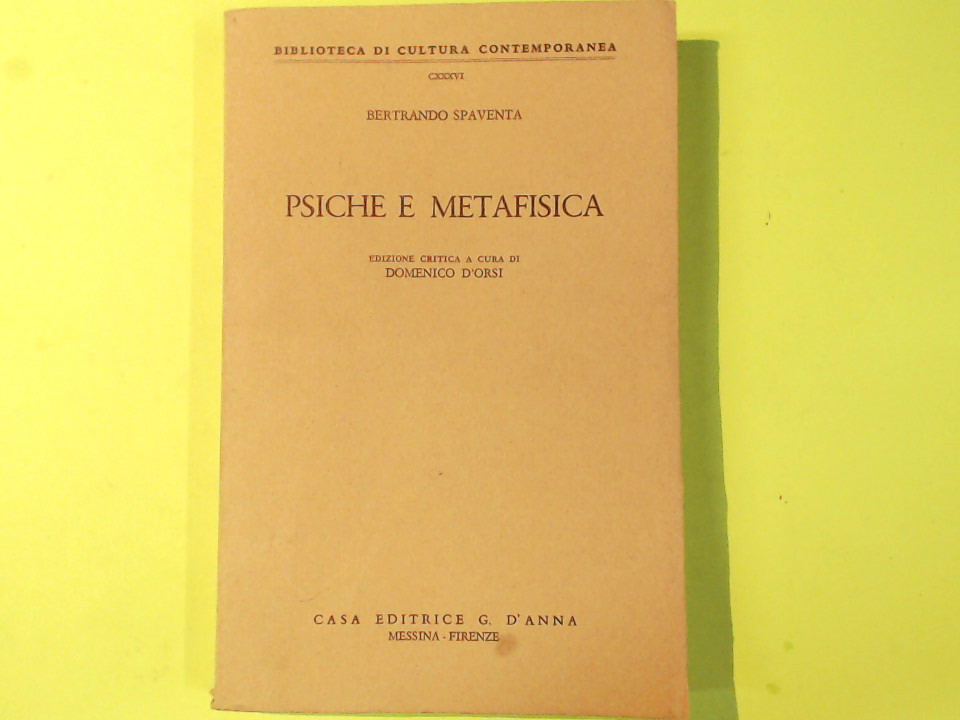 BIBLIOTECA DI CULTURA CONTEMPORANEA
CXXXVI
BERTRANDO SPAVENTA
PSICHE E METAFISICA
EDIZIONE CRITICA A CURA DI
DOMENICO D'ORSI
CASA EDITRICE G. D'ANNA
MESSINA - FIRENZE